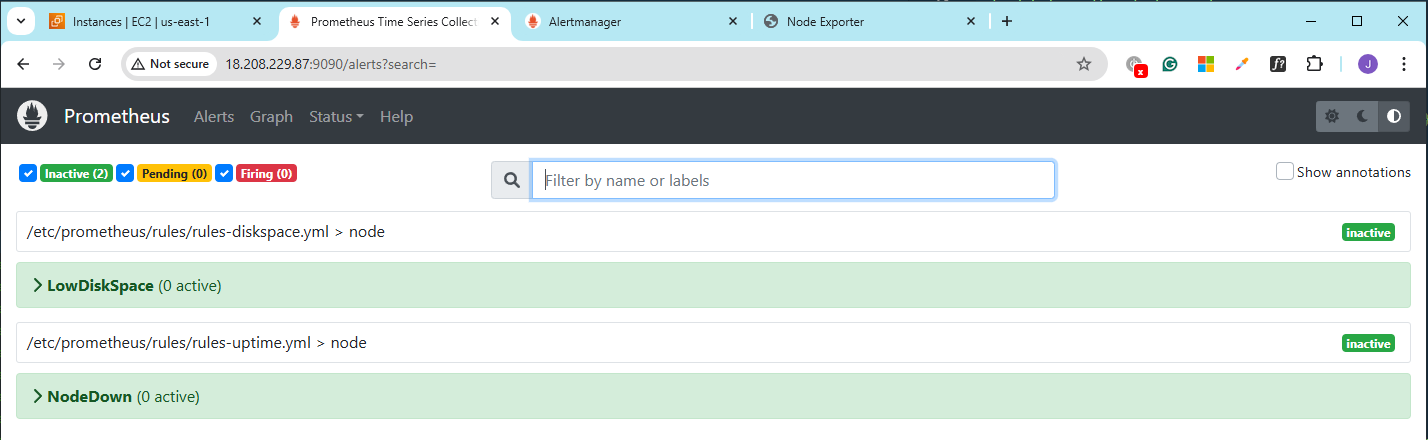 Instances | EC2 | us-east-1
Prometheus Time Series Collect
Alertmanager
Node Exporter
Not secure
18.208.229.87:9090/alerts?search=
x
f?
J
Prometheus
Alerts
Graph
Status
Help
Inactive (2)
Pending (0)
Firing (0)
Filter by name or labels
Show annotations
/etc/prometheus/rules/rules-diskspace.yml > node
inactive
LowDiskSpace (0 active)
/etc/prometheus/rules/rules-uptime.yml > node
inactive
NodeDown (0 active)